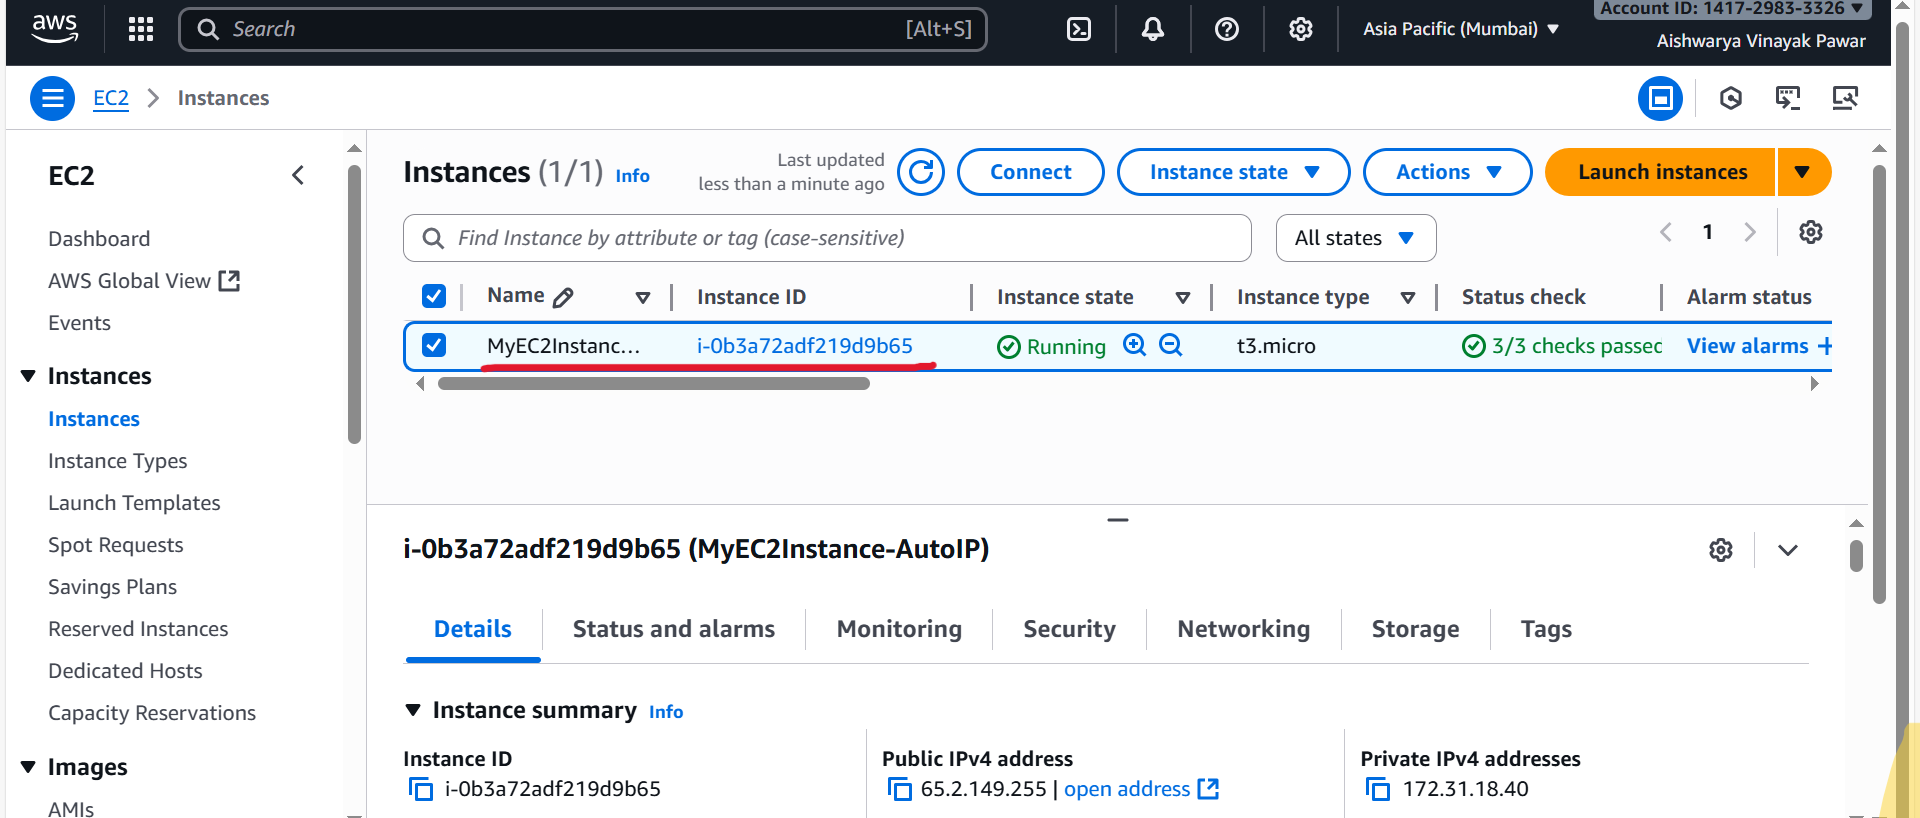 aws
Search [Alt+S]
Asia Pacific (Mumbai)
Account ID: 1417-2983-3326
Aishwarya Vinayak Pawar
EC2 Instances
EC2
Dashboard
AWS Global View
Events
Instances
Instances
Instance Types
Launch Templates
Spot Requests
Savings Plans
Reserved Instances
Dedicated Hosts
Capacity Reservations
Images
AMIs
Instances (1/1) Info
Last updated
less than a minute ago
Connect
Instance state
Actions
Launch instances
Find Instance by attribute or tag (case-sensitive)
All states
1
Name Instance ID Instance state Instance type Status check Alarm status
MyEC2Instanc... i-0b3a72adf219d9b65 Running t3.micro 3/3 checks passed View alarms +
i-0b3a72adf219d9b65 (MyEC2Instance-AutoIP)
Details Status and alarms Monitoring Security Networking Storage Tags
Instance summary Info
Instance ID
i-0b3a72adf219d9b65
Public IPv4 address
65.2.149.255 | open address
Private IPv4 addresses
172.31.18.40